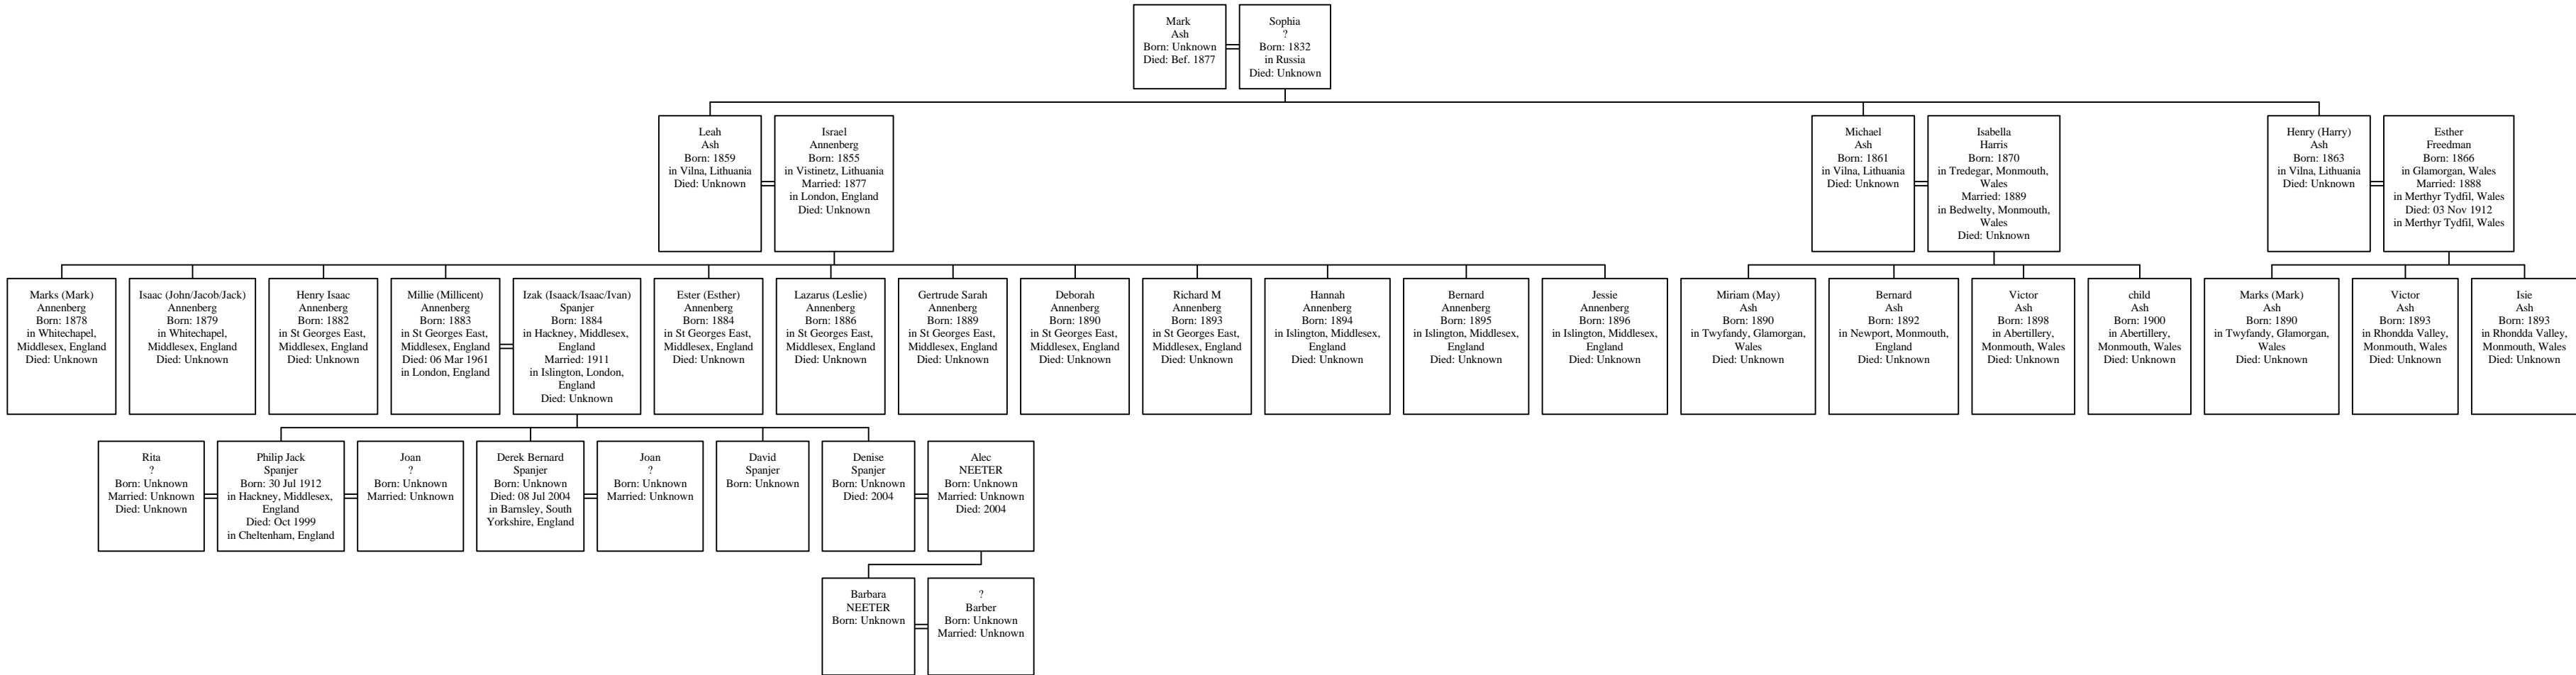 Mark
Ash
Born: Unknown
Died: Bef. 1877
Sophia
?
Born: 1832
in Russia
Died: Unknown
Leah
Ash
Born: 1859
in Vilna, Lithuania
Died: Unknown
Israel
Annenberg
Born: 1855
in Vistinetz, Lithuania
Married: 1877
in London, England
Died: Unknown
Michael
Ash
Born: 1861
in Vilna, Lithuania
Died: Unknown
Isabella
Harris
Born: 1870
in Tredegar, Monmouth,
Wales
Married: 1889
in Bedwelty, Monmouth,
Wales
Died: Unknown
Henry (Harry)
Ash
Born: 1863
in Vilna, Lithuania
Died: Unknown
Esther
Freedman
Born: 1866
in Glamorgan, Wales
Married: 1888
in Merthyr Tydfil, Wales
Died: 03 Nov 1912
in Merthyr Tydfil, Wales
Marks (Mark)
Annenberg
Born: 1878
in Whitechapel,
Middlesex, England
Died: Unknown
Isaac (John/Jacob/Jack)
Annenberg
Born: 1879
in Whitechapel,
Middlesex, England
Died: Unknown
Henry Isaac
Annenberg
Born: 1882
in St Georges East,
Middlesex, England
Died: Unknown
Millie (Millicent)
Annenberg
Born: 1883
in St Georges East,
Middlesex, England
Died: 06 Mar 1961
in London, England
Izak (Isaack/Isaac/Ivan)
Spanjer
Born: 1884
in Hackney, Middlesex,
England
Married: 1911
in Islington, London,
England
Died: Unknown
Ester (Esther)
Annenberg
Born: 1884
in St Georges East,
Middlesex, England
Died: Unknown
Lazarus (Leslie)
Annenberg
Born: 1886
in St Georges East,
Middlesex, England
Died: Unknown
Gertrude Sarah
Annenberg
Born: 1889
in St Georges East,
Middlesex, England
Died: Unknown
Deborah
Annenberg
Born: 1890
in St Georges East,
Middlesex, England
Died: Unknown
Richard M
Annenberg
Born: 1893
in St Georges East,
Middlesex, England
Died: Unknown
Hannah
Annenberg
Born: 1894
in Islington, Middlesex,
England
Died: Unknown
Bernard
Annenberg
Born: 1895
in Islington, Middlesex,
England
Died: Unknown
Jessie
Annenberg
Born: 1896
in Islington, Middlesex,
England
Died: Unknown
Miriam (May)
Ash
Born: 1890
in Twyfandy, Glamorgan,
Wales
Died: Unknown
Bernard
Ash
Born: 1892
in Newport, Monmouth,
England
Died: Unknown
Victor
Ash
Born: 1898
in Abertillery,
Monmouth, Wales
Died: Unknown
child
Ash
Born: 1900
in Abertillery,
Monmouth, Wales
Died: Unknown
Marks (Mark)
Ash
Born: 1890
in Twyfandy, Glamorgan,
Wales
Died: Unknown
Victor
Ash
Born: 1893
in Rhondda Valley,
Monmouth, Wales
Died: Unknown
Isie
Ash
Born: 1893
in Rhondda Valley,
Monmouth, Wales
Died: Unknown
Rita
?
Born: Unknown
Married: Unknown
Died: Unknown
Philip Jack
Spanjer
Born: 30 Jul 1912
in Hackney, Middlesex,
England
Died: Oct 1999
in Cheltenham, England
Joan
?
Born: Unknown
Married: Unknown
Derek Bernard
Spanjer
Born: Unknown
Died: 08 Jul 2004
in Barnsley, South
Yorkshire, England
Joan
?
Born: Unknown
Married: Unknown
David
Spanjer
Born: Unknown
Denise
Spanjer
Born: Unknown
Died: 2004
Alec
NEETER
Born: Unknown
Married: Unknown
Died: 2004
Barbara
NEETER
Born: Unknown
?
Barber
Born: Unknown
Married: Unknown